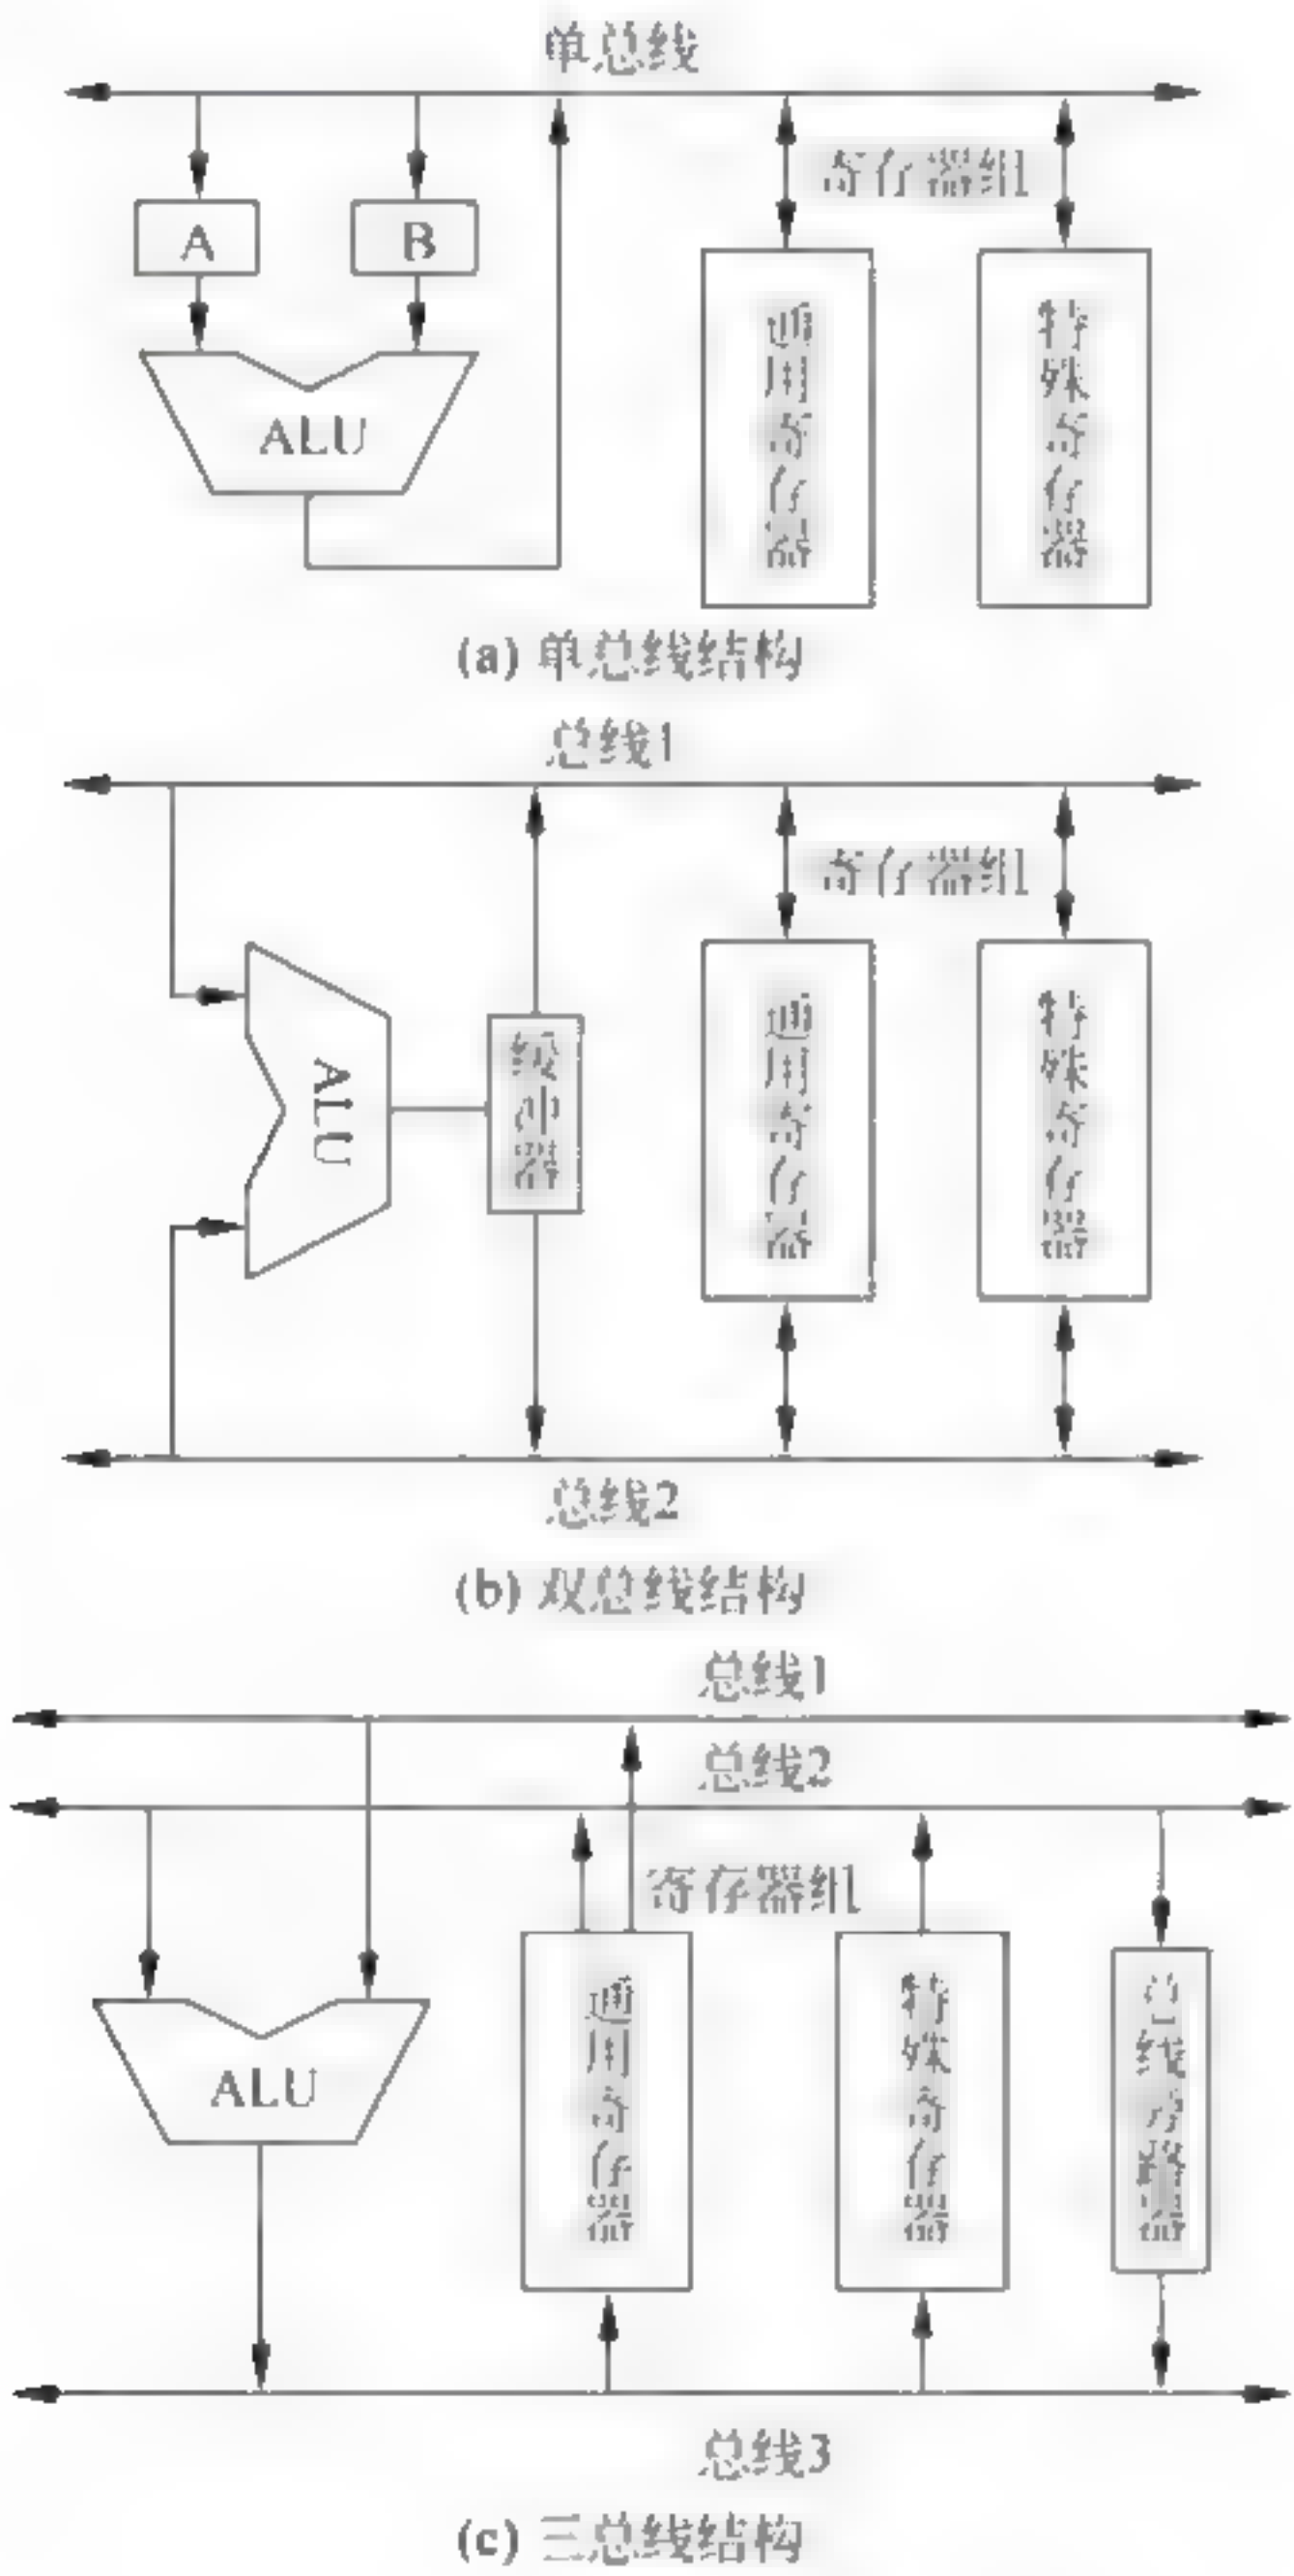 单总线
寄存器组
A
B
ALU
通用寄存器
特殊寄存器
(a) 单总线结构
总线1
寄存器组
ALU
缓冲器
通用寄存器
特殊寄存器
总线2
(b) 双总线结构
总线1
总线2
寄存器组
ALU
通用寄存器
特殊寄存器
总线旁路器
总线3
(c) 三总线结构